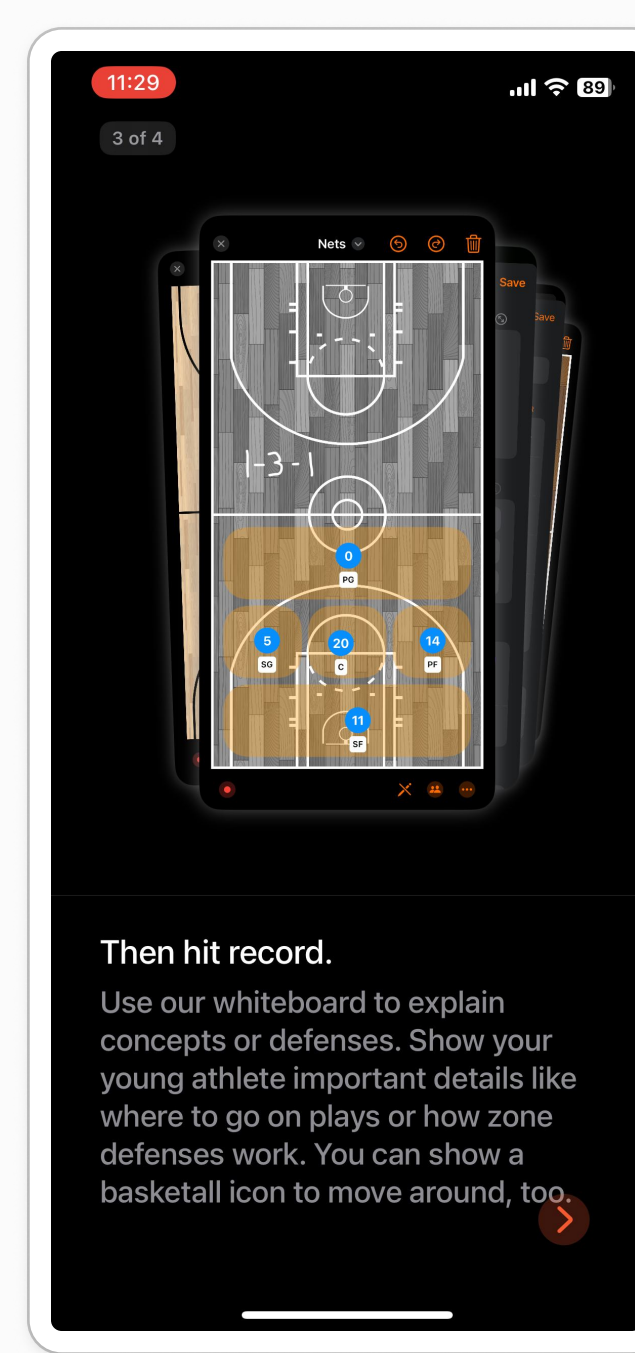 11:29
89
3 of 4
Nets
Save
Save
1-3-1
0
PG
5
20
14
SG
C
PF
11
SF
Then hit record.
Use our whiteboard to explain
concepts or defenses. Show your
young athlete important details like
where to go on plays or how zone
defenses work. You can show a
basketall icon to move around, too.